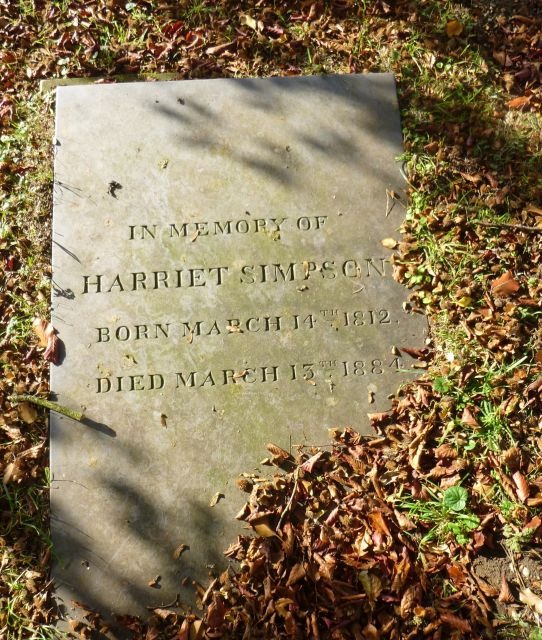 IN MEMORY OF
HARRIET SIMPSON
BORN MARCH 14TH 1812.
DIED MARCH 13TH 1884